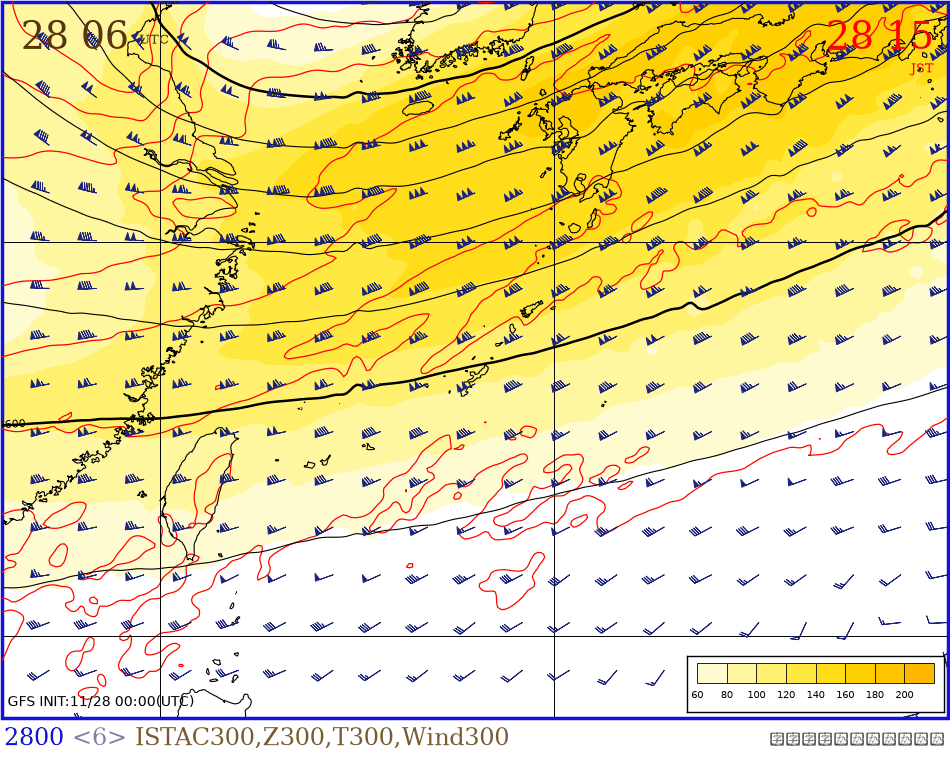 28 06 UTC 28 15
JST
600
60 80 100 120 140 160 180 200
GFS INIT:11/28 00:00(UTC)
2800 <6> ISTAC300,Z300,T300,Wind300